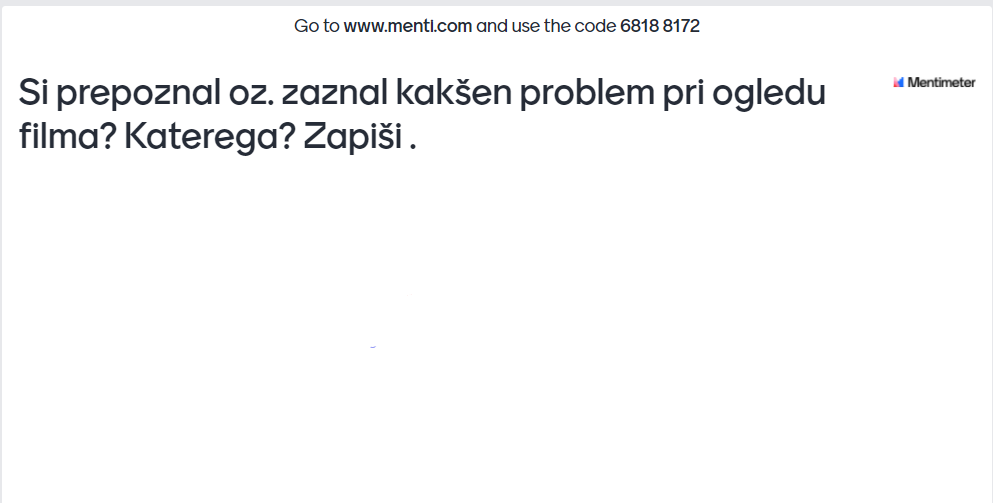 Go to www.menti.com and use the code 6818 8172
Si prepoznal oz. zaznal kakšen problem pri ogledu
filma? Katerega? Zapiši .
Mentimeter